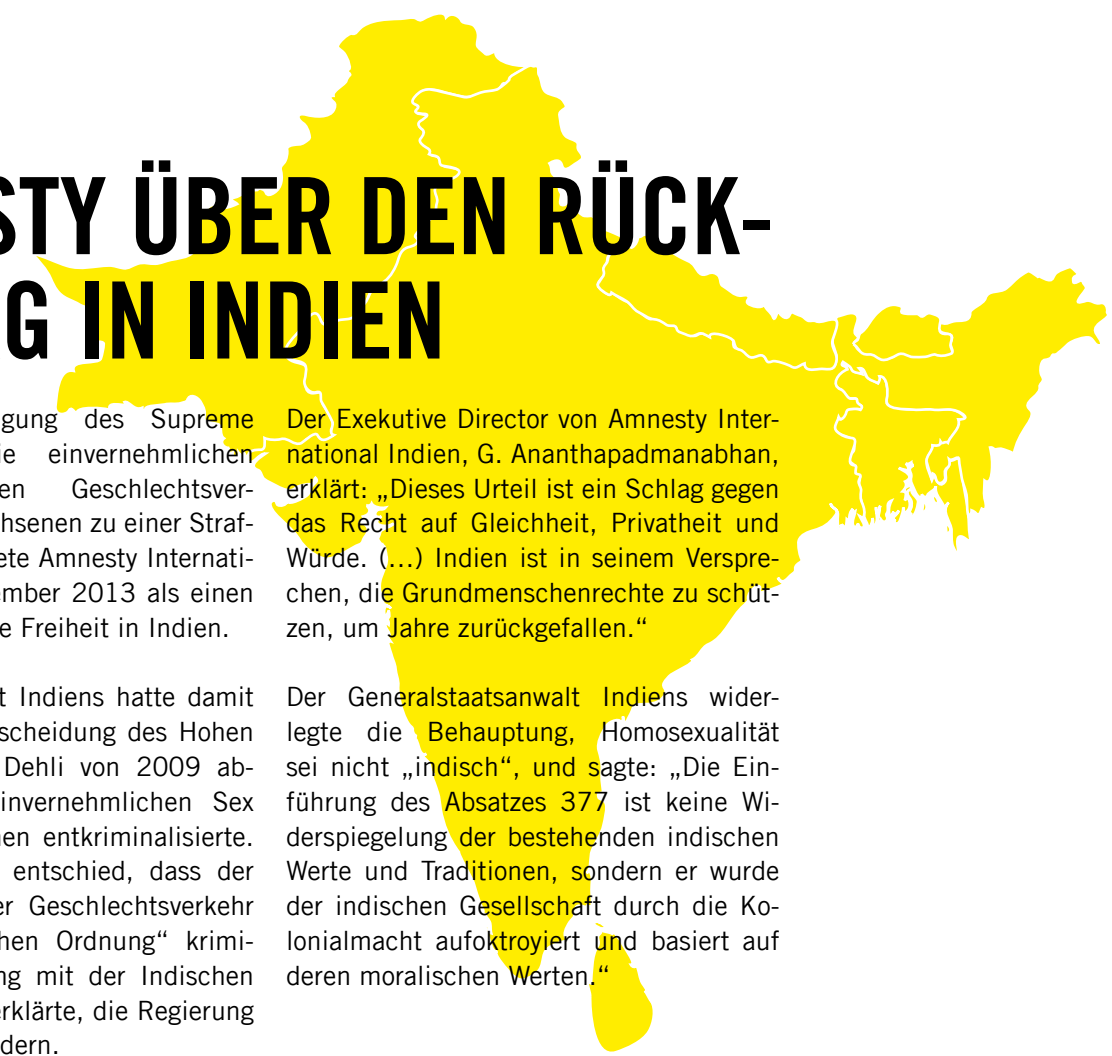 STY ÜBER DEN RÜCK-
G IN INDIEN
gung des Supreme
ie einvernehmlichen
en Geschlechtsver-
chsenen zu einer Straf-
ete Amnesty Internati-
ember 2013 als einen
e Freiheit in Indien.
t Indiens hatte damit
scheidung des Hohen
Dehli von 2009 ab-
invernehmlichen Sex
nen entkriminalisierte.
entschied, dass der
er Geschlechtsverkehr
chen Ordnung“ krimi-
ng mit der Indischen
erklärte, die Regierung
dern.
Der Exekutive Director von Amnesty Inter-
national Indien, G. Ananthapadmanabhan,
erklärt: „Dieses Urteil ist ein Schlag gegen
das Recht auf Gleichheit, Privatheit und
Würde. (...) Indien ist in seinem Verspre-
chen, die Grundmenschenrechte zu schüt-
zen, um Jahre zurückgefallen.“
Der Generalstaatsanwalt Indiens wider-
legte die Behauptung, Homosexualität
sei nicht „indisch“, und sagte: „Die Ein-
führung des Absatzes 377 ist keine Wi-
derspiegelung der bestehenden indischen
Werte und Traditionen, sondern er wurde
der indischen Gesellschaft durch die Ko-
lonialmacht aufoktroyiert und basiert auf
deren moralischen Werten.“